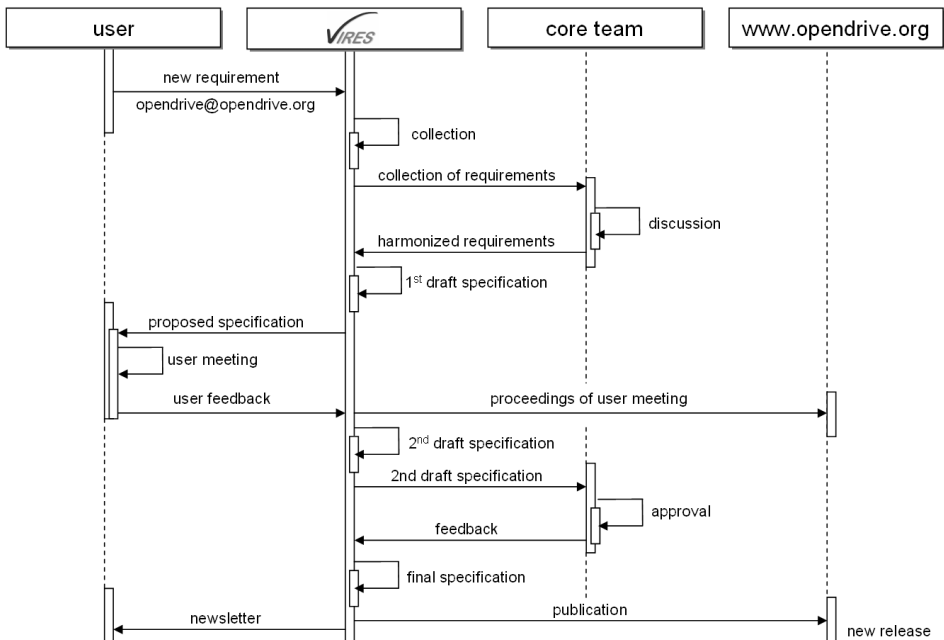 user
VIRES
core team
www.opendrive.org
new requirement
opendrive@opendrive.org
collection
collection of requirements
discussion
harmonized requirements
1st draft specification
proposed specification
user meeting
user feedback
proceedings of user meeting
2nd draft specification
2nd draft specification
approval
feedback
final specification
publication
newsletter
new release